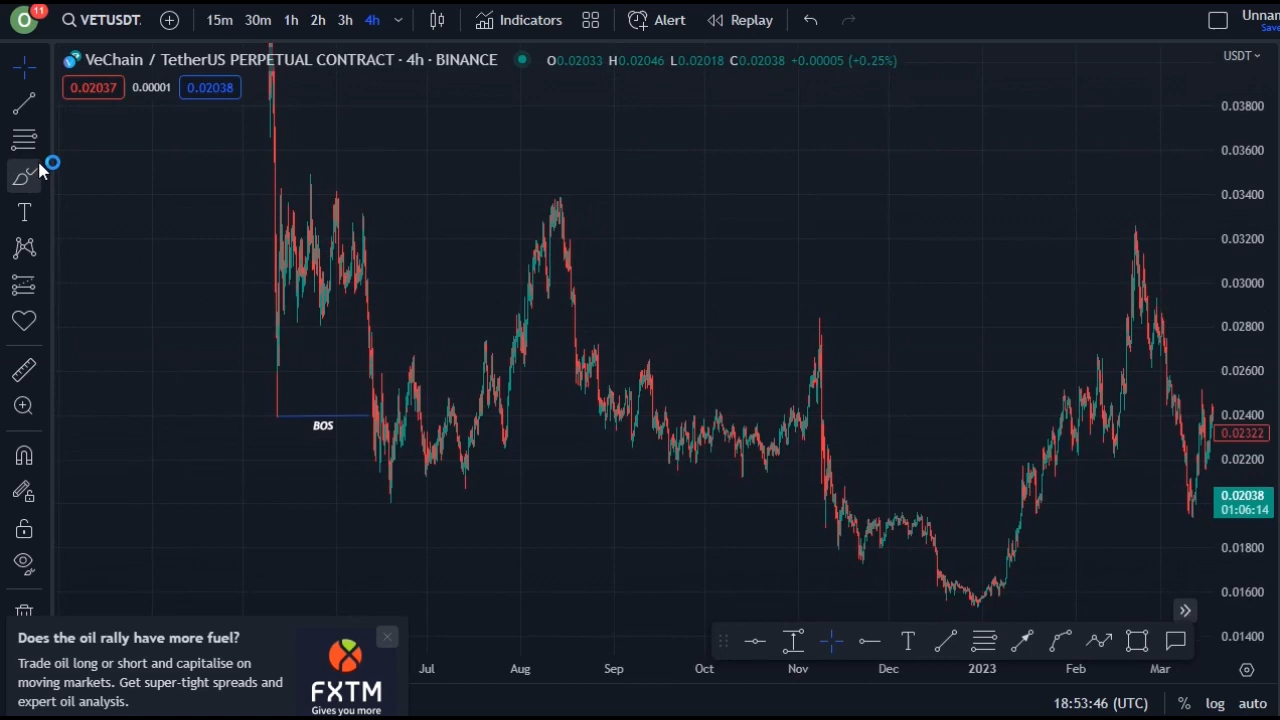 O 11 VETUSDT. 15m 30m 1h 2h 3h 4h Indicators Alert Replay Unnan
Save
VeChain / TetherUS PERPETUAL CONTRACT · 4h · BINANCE O0.02033 H0.02046 L0.02018 C0.02038 +0.00005 (+0.25%) USDT
0.02037 0.00001 0.02038
0.03800
0.03600
0.03400
0.03200
0.03000
0.02800
0.02600
0.02400
BOS
0.02322
0.02200
0.02038
01:06:14
0.01800
0.01600
0.01400
Does the oil rally have more fuel?
Trade oil long or short and capitalise on
moving markets. Get super-tight spreads and
expert oil analysis.
FXTM
Gives you more
Jul Aug Sep Oct Nov Dec 2023 Feb Mar
18:53:46 (UTC) % log auto